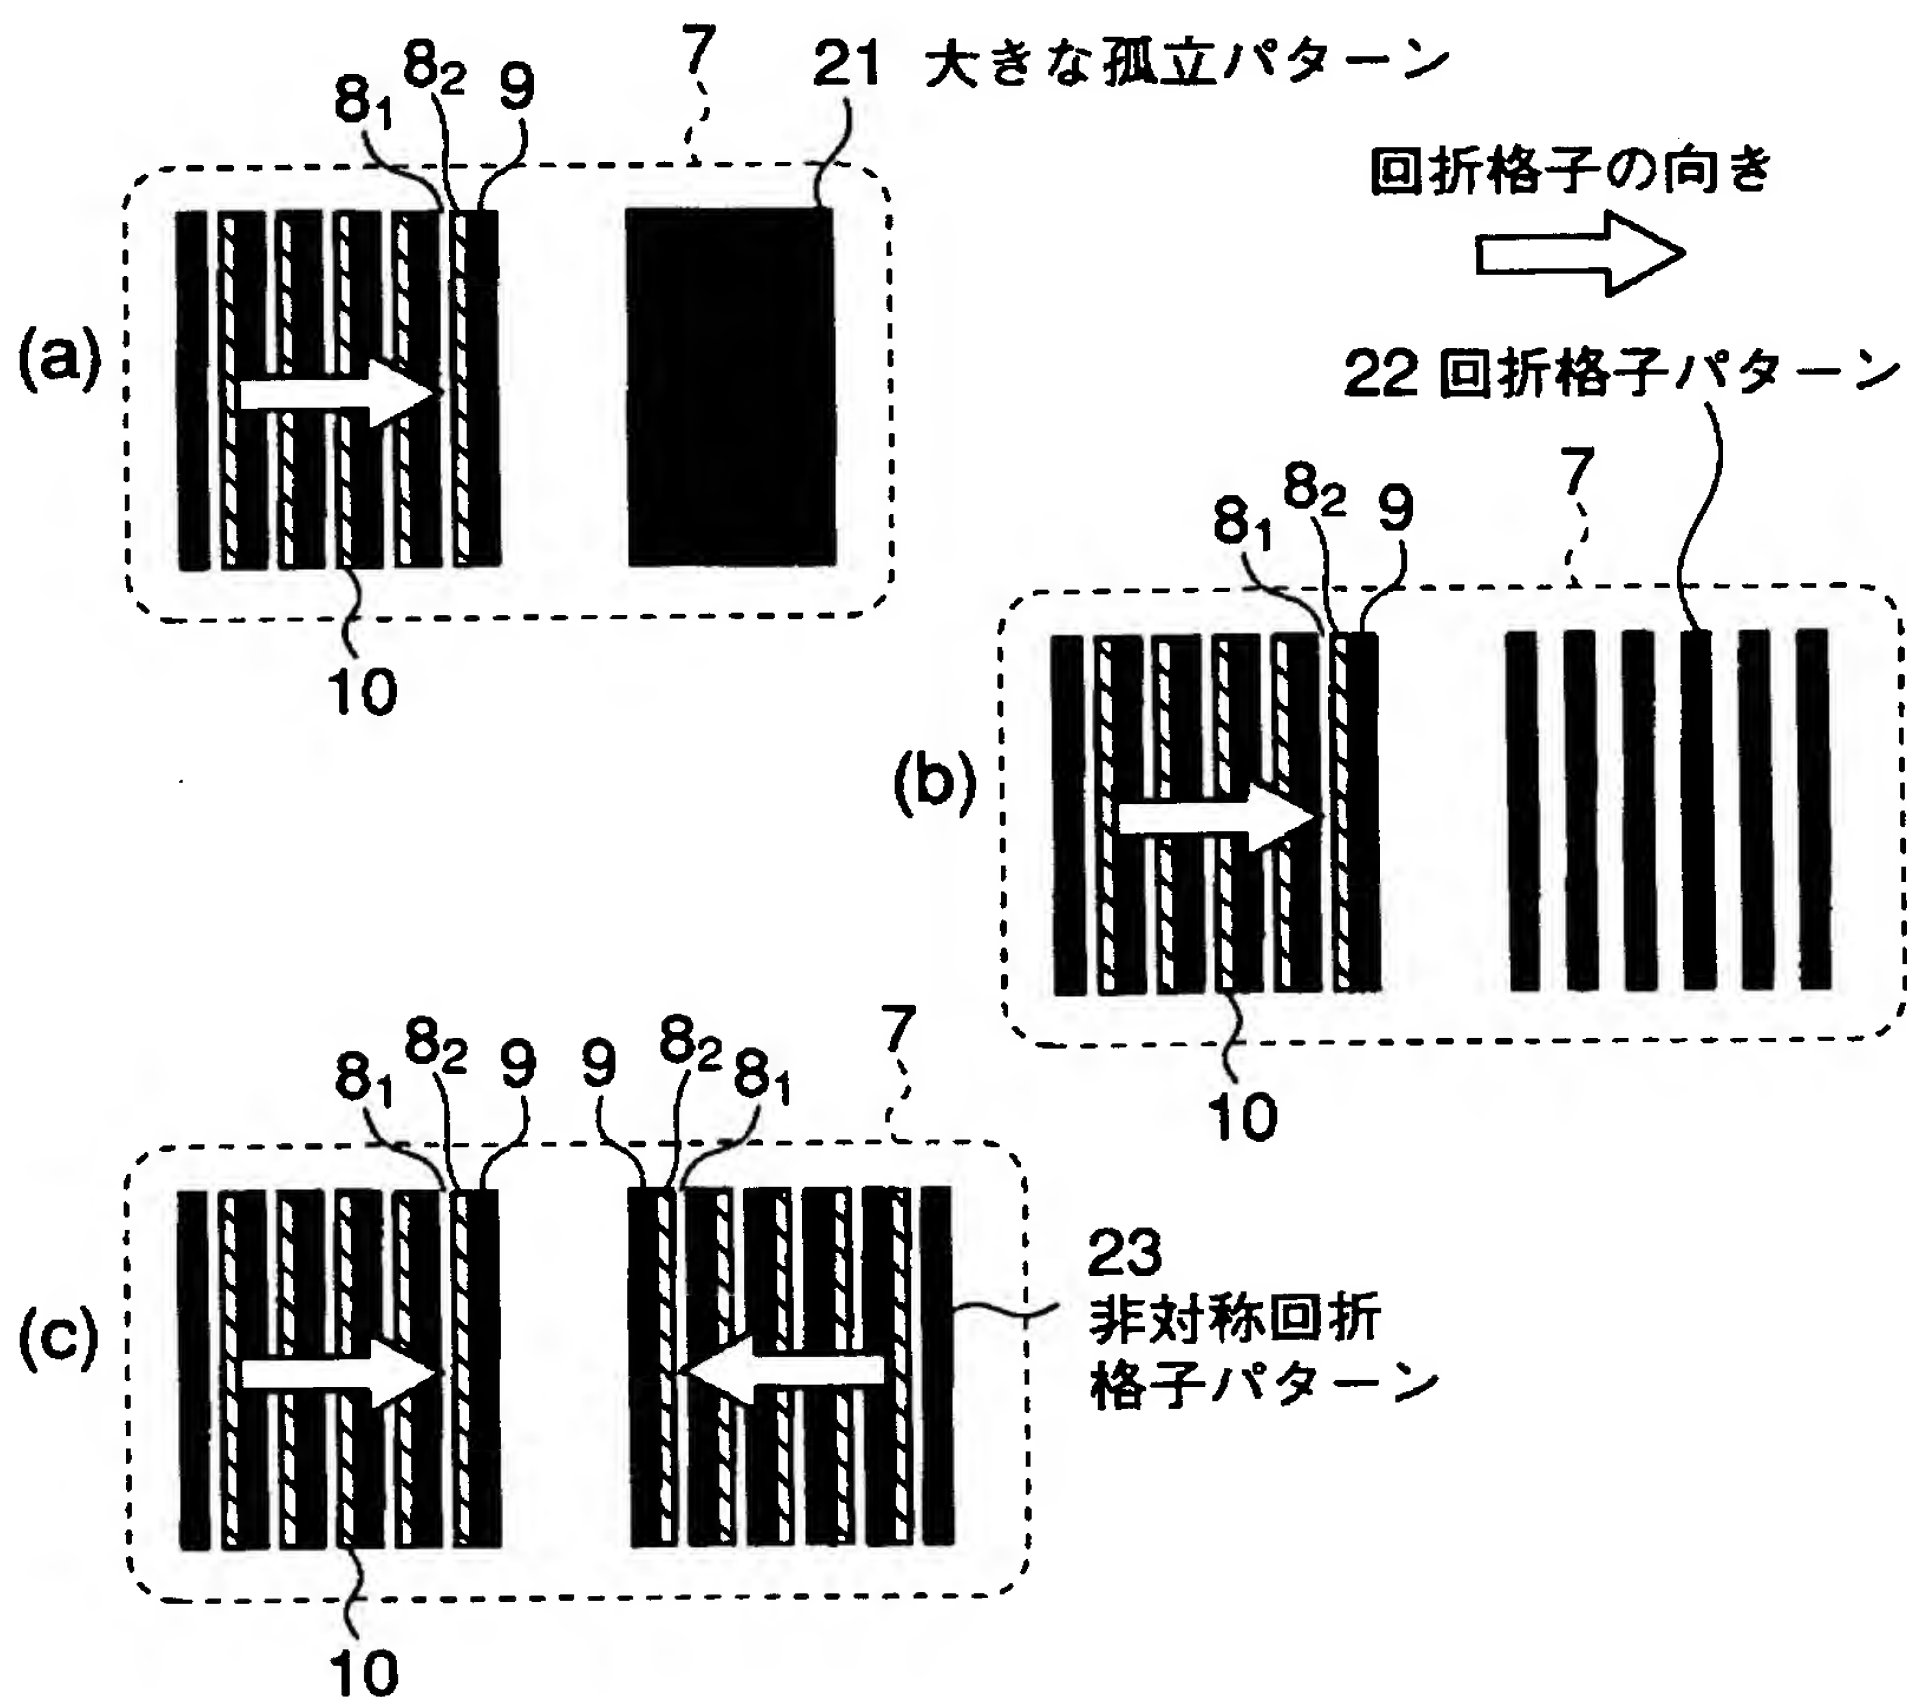 7
21 大きな孤立パターン
8₁ 8₂ 9
回折格子の向き
(a)
10
22 回折格子パターン
8₁ 8₂ 9
7
(b)
10
8₁ 8₂ 9
9 8₂ 8₁
7
(c)
23
非対称回折
格子パターン
10